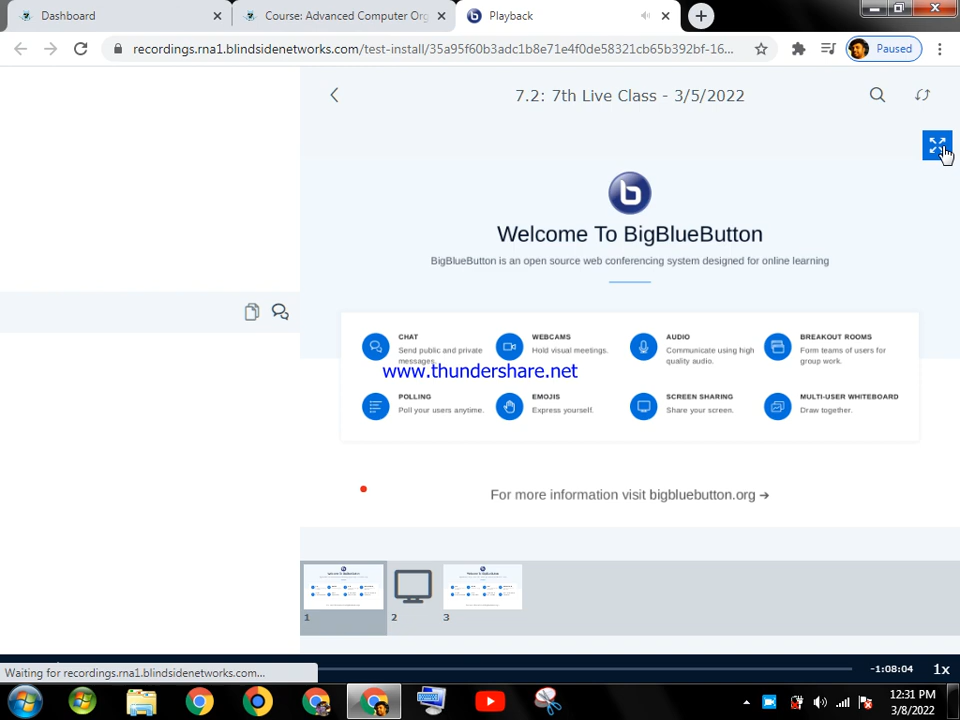 Dashboard
Course: Advanced Computer Org
Playback
recordings.rna1.blindsidenetworks.com/test-install/35a95f60b3adc1b8e71e4f0de58321cb65b392bf-16...
Paused
7.2: 7th Live Class - 3/5/2022
b
Welcome To BigBlueButton
BigBlueButton is an open source web conferencing system designed for online learning
CHAT
Send public and private
messages.
WEBCAMS
Hold visual meetings.
AUDIO
Communicate using high
quality audio.
BREAKOUT ROOMS
Form teams of users for
group work.
www.thundershare.net
POLLING
Poll your users anytime.
EMOJIS
Express yourself.
SCREEN SHARING
Share your screen.
MULTI-USER WHITEBOARD
Draw together.
For more information visit bigbluebutton.org ➔
1
2
3
Waiting for recordings.rna1.blindsidenetworks.com...
-1:08:04
1x
12:31 PM
3/8/2022